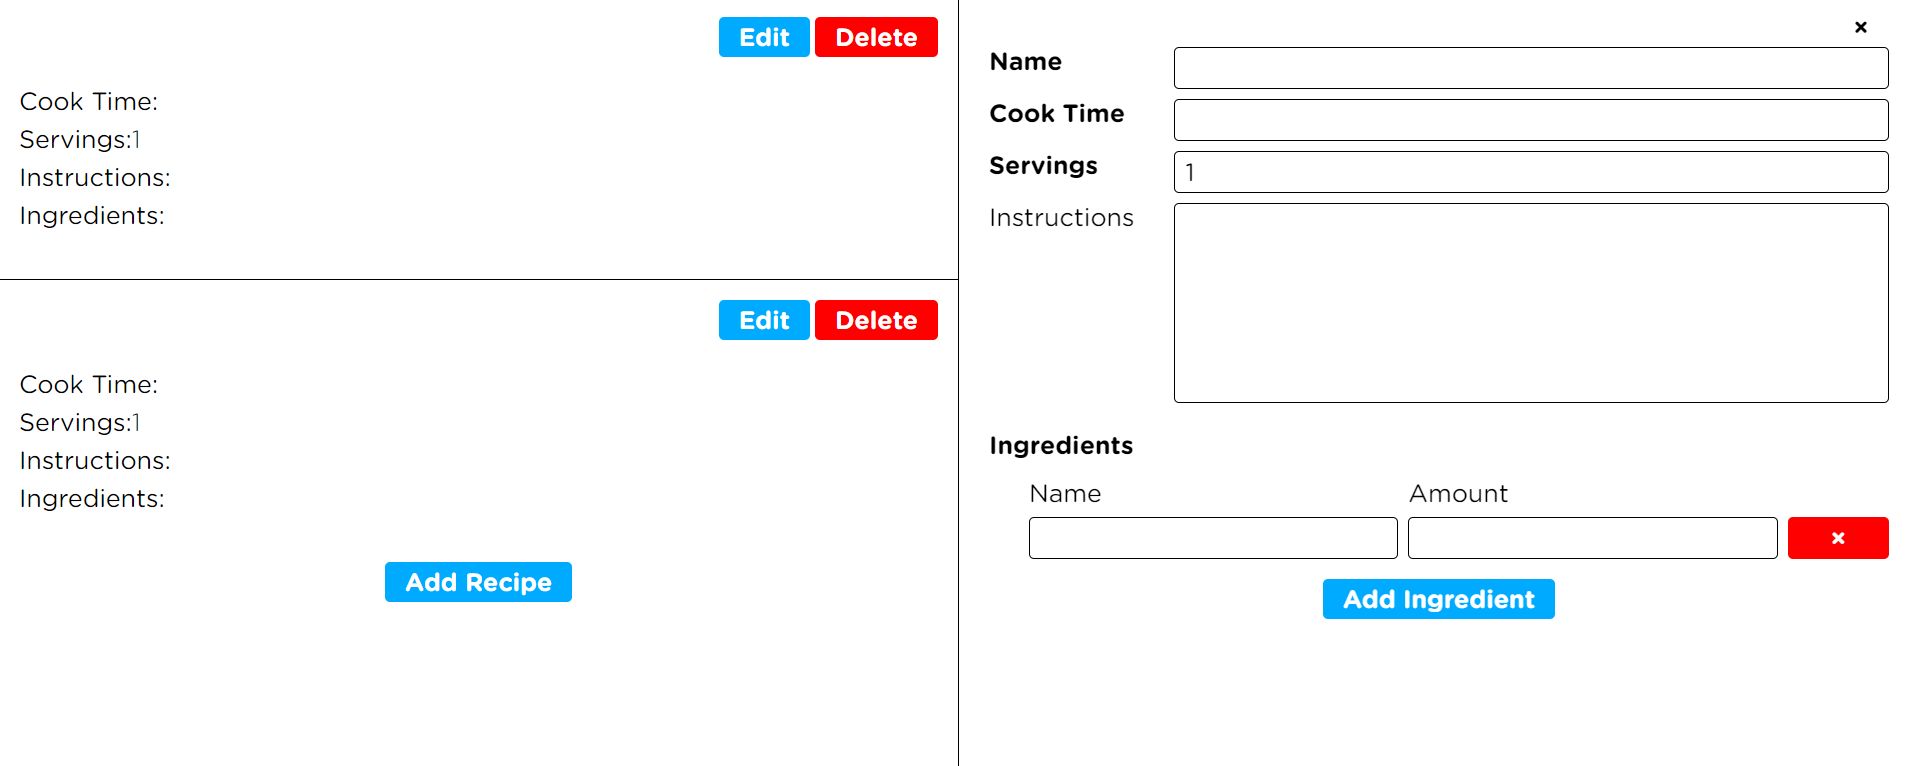 Edit Delete
Cook Time:
Servings:1
Instructions:
Ingredients:
Edit Delete
Cook Time:
Servings:1
Instructions:
Ingredients:
Add Recipe
×
Name
Cook Time
Servings 1
Instructions
Ingredients
Name Amount
×
Add Ingredient